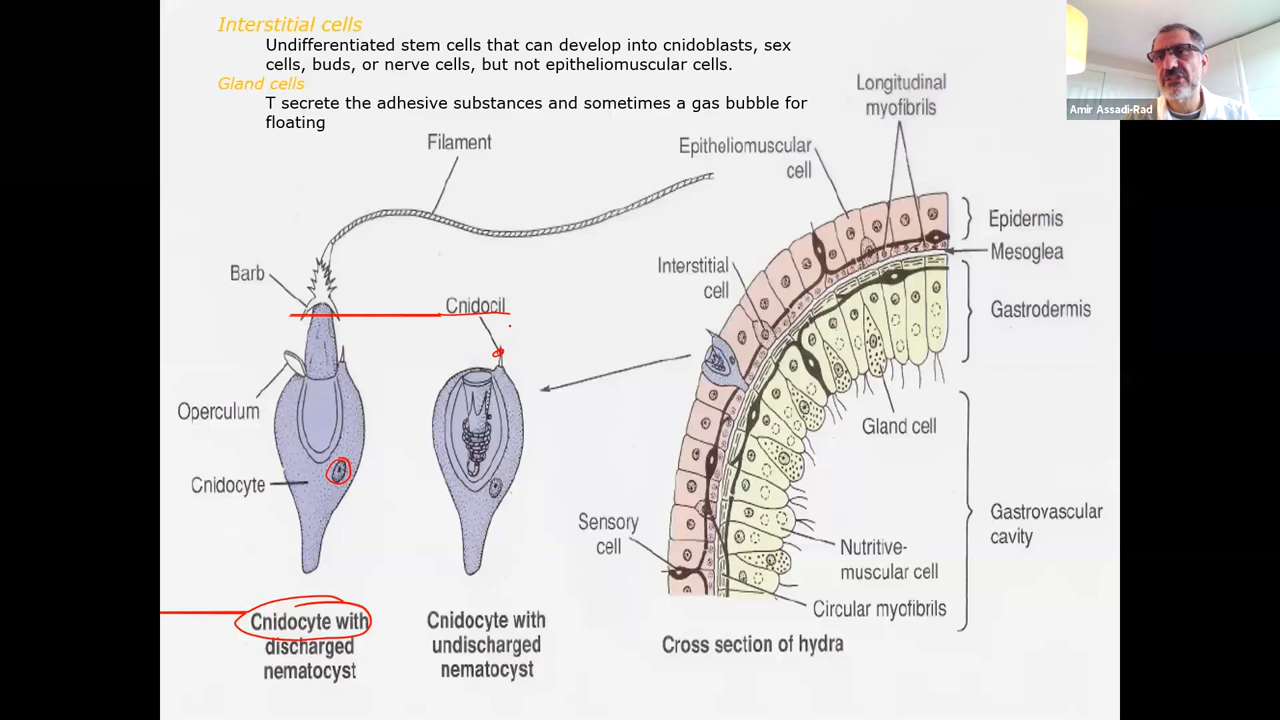 Interstitial cells
Undifferentiated stem cells that can develop into cnidoblasts, sex
cells, buds, or nerve cells, but not epitheliomuscular cells.
Gland cells
T secrete the adhesive substances and sometimes a gas bubble for
floating
Amir Assadi-Rad
Longitudinal
myofibrils
Filament
Epitheliomuscular
cell
Epidermis
Mesoglea
Barb
Interstitial
cell
Cnidocil
Gastrodermis
Operculum
Gland cell
Cnidocyte
Sensory
cell
Gastrovascular
cavity
Nutritive-
muscular cell
Circular myofibrils
Cnidocyte with
discharged
nematocyst
Cnidocyte with
undischarged
nematocyst
Cross section of hydra